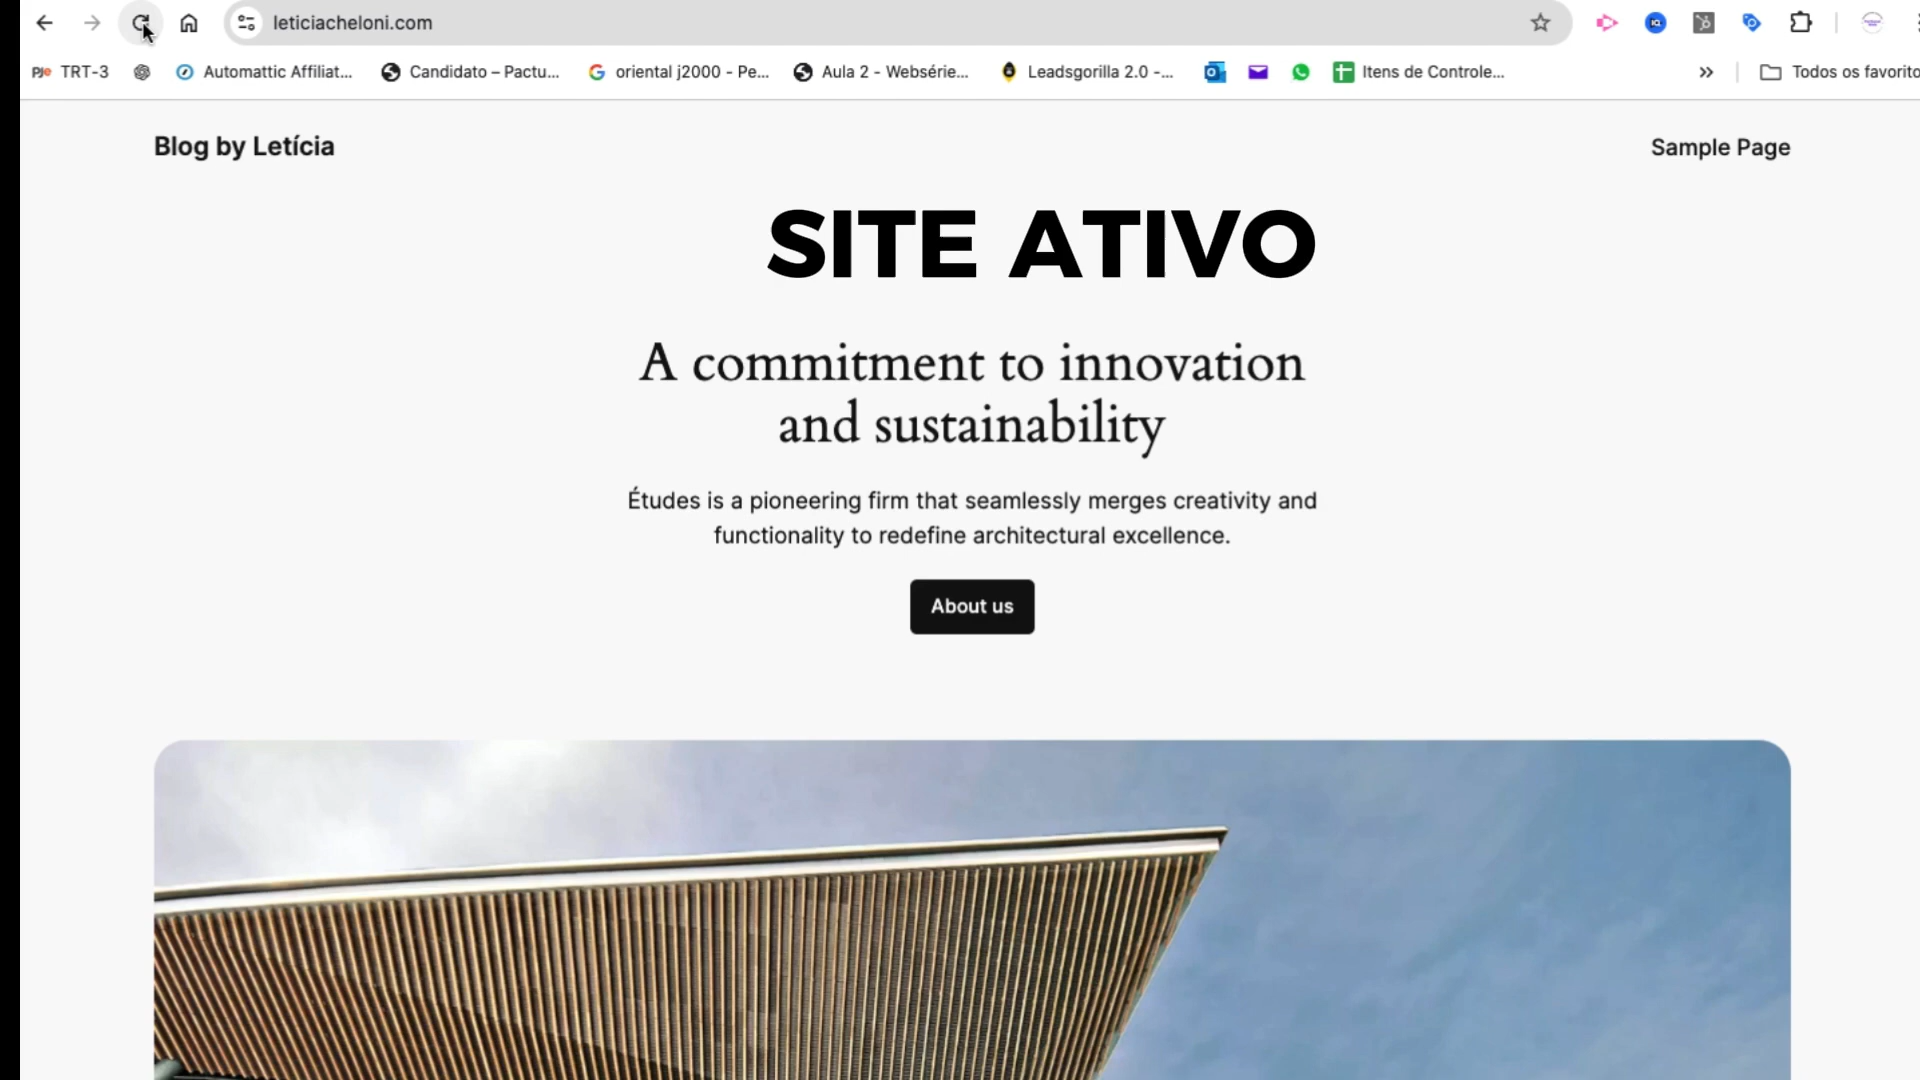 leticiacheloni.com
PJe TRT-3
Automattic Affiliat...
Candidato – Pactu...
oriental j2000 - Pe...
Aula 2 - Websérie...
Leadsgorilla 2.0 -...
Itens de Controle...
»
Todos os favorito
Blog by Letícia
Sample Page
SITE ATIVO
A commitment to innovation
and sustainability
Études is a pioneering firm that seamlessly merges creativity and
functionality to redefine architectural excellence.
About us